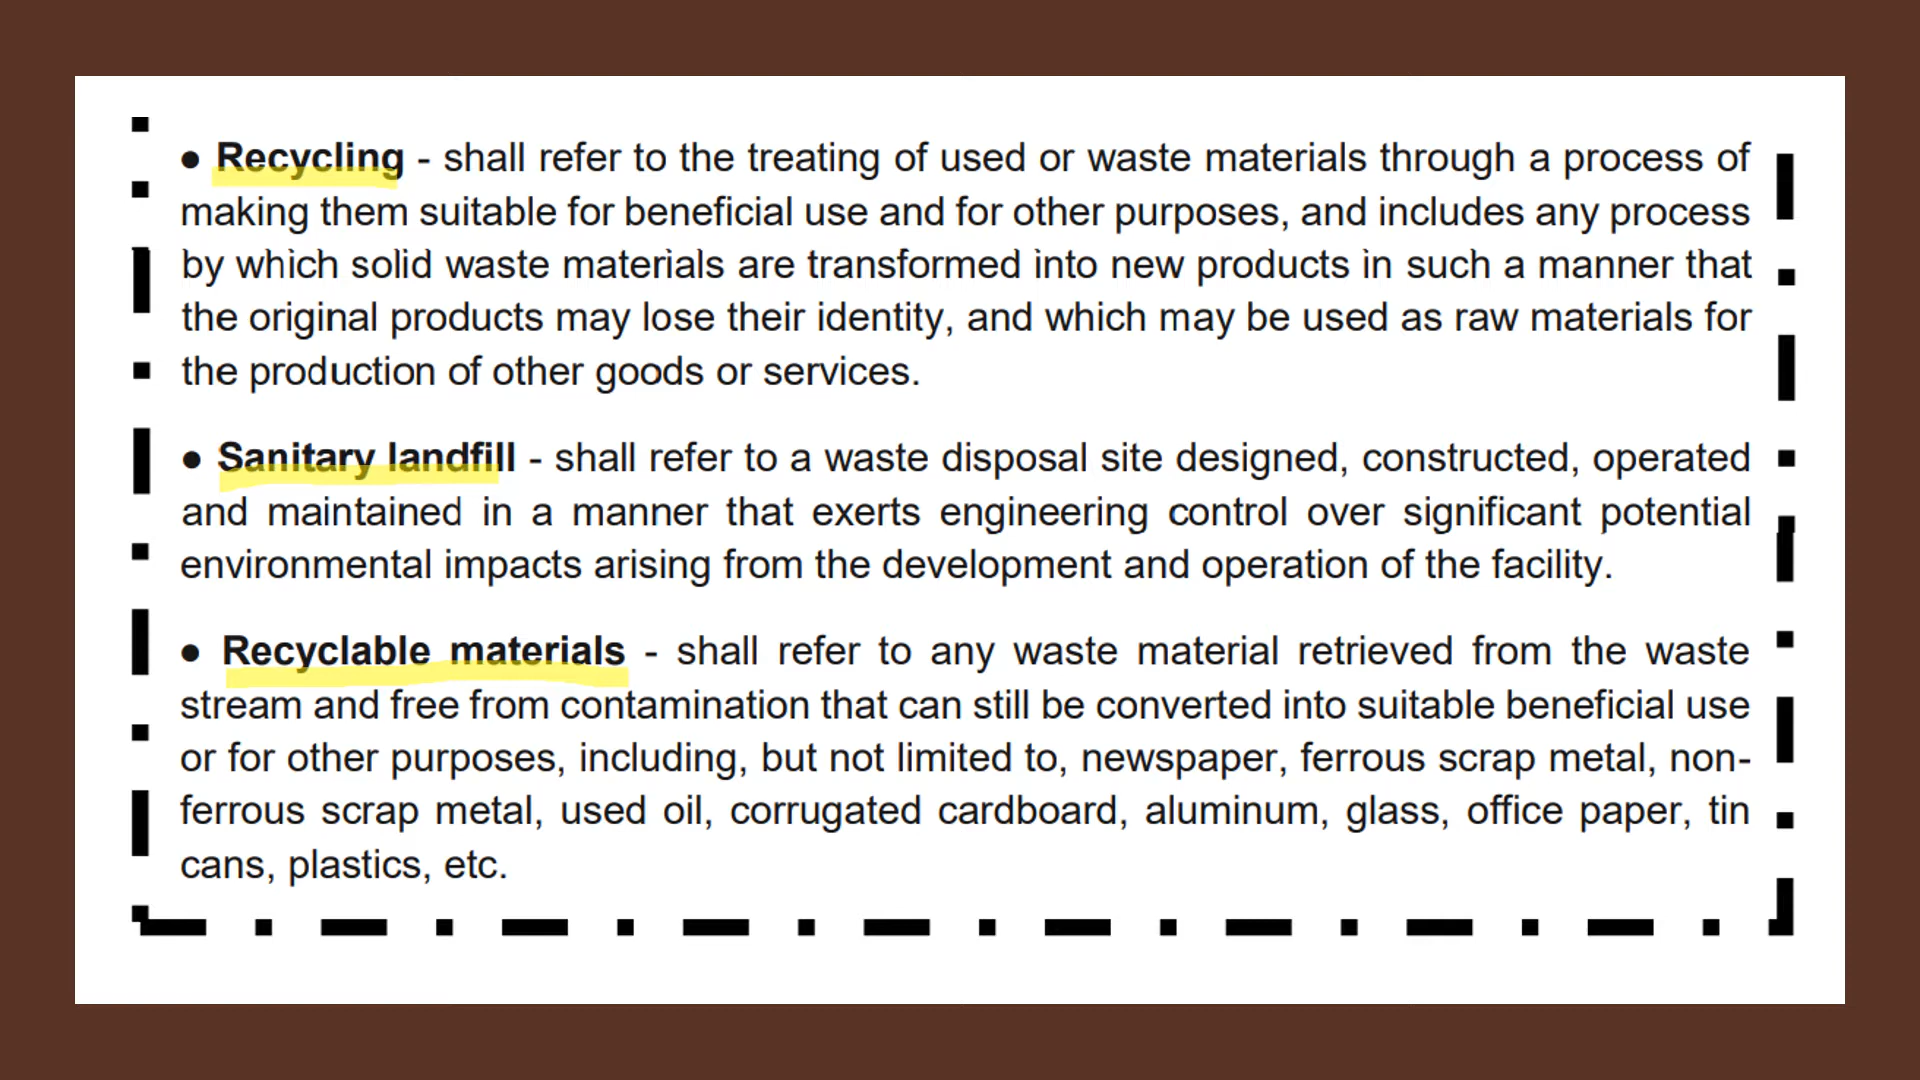 ● Recycling - shall refer to the treating of used or waste materials through a process of
making them suitable for beneficial use and for other purposes, and includes any process
by which solid waste materials are transformed into new products in such a manner that
the original products may lose their identity, and which may be used as raw materials for
the production of other goods or services.
● Sanitary landfill - shall refer to a waste disposal site designed, constructed, operated
and maintained in a manner that exerts engineering control over significant potential
environmental impacts arising from the development and operation of the facility.
● Recyclable materials - shall refer to any waste material retrieved from the waste
stream and free from contamination that can still be converted into suitable beneficial use
or for other purposes, including, but not limited to, newspaper, ferrous scrap metal, non-
ferrous scrap metal, used oil, corrugated cardboard, aluminum, glass, office paper, tin
cans, plastics, etc.